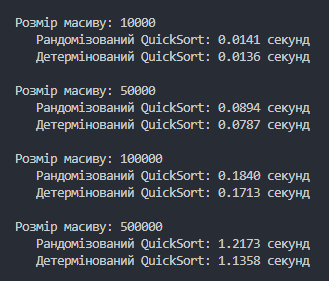 Розмір масиву: 10000
Рандомізований QuickSort: 0.0141 секунд
Детермінований QuickSort: 0.0136 секунд
Розмір масиву: 50000
Рандомізований QuickSort: 0.0894 секунд
Детермінований QuickSort: 0.0787 секунд
Розмір масиву: 100000
Рандомізований QuickSort: 0.1840 секунд
Детермінований QuickSort: 0.1713 секунд
Розмір масиву: 500000
Рандомізований QuickSort: 1.2173 секунд
Детермінований QuickSort: 1.1358 секунд